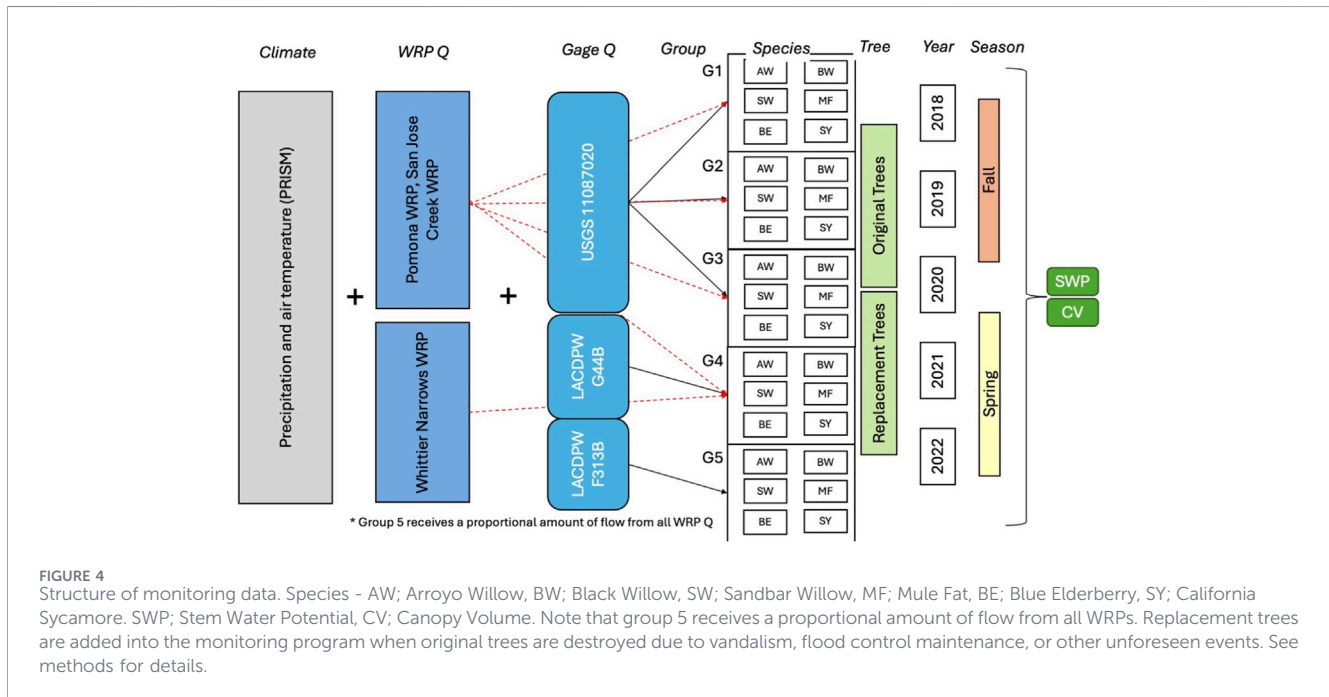 Climate
WRP Q
Gage Q
Group
Species
Tree
Year
Season
Precipitation and air temperature (PRISM)
+
Pomona WRP, San Jose
Creek WRP
Whittier Narrows WRP
+
USGS 11087020
LACDPW
G44B
LACDPW
F313B
G1
AW BW
SW MF
BE SY
G2
AW BW
SW MF
BE SY
G3
AW BW
SW MF
BE SY
G4
AW BW
SW MF
BE SY
G5
AW BW
SW MF
BE SY
Original Trees
Replacement Trees
2018
2019
2020
2021
2022
Fall
Spring
SWP
CV
* Group 5 receives a proportional amount of flow from all WRP Q
FIGURE 4
Structure of monitoring data. Species - AW; Arroyo Willow, BW; Black Willow, SW; Sandbar Willow, MF; Mule Fat, BE; Blue Elderberry, SY; California
Sycamore. SWP; Stem Water Potential, CV; Canopy Volume. Note that group 5 receives a proportional amount of flow from all WRPs. Replacement trees
are added into the monitoring program when original trees are destroyed due to vandalism, flood control maintenance, or other unforeseen events. See
methods for details.